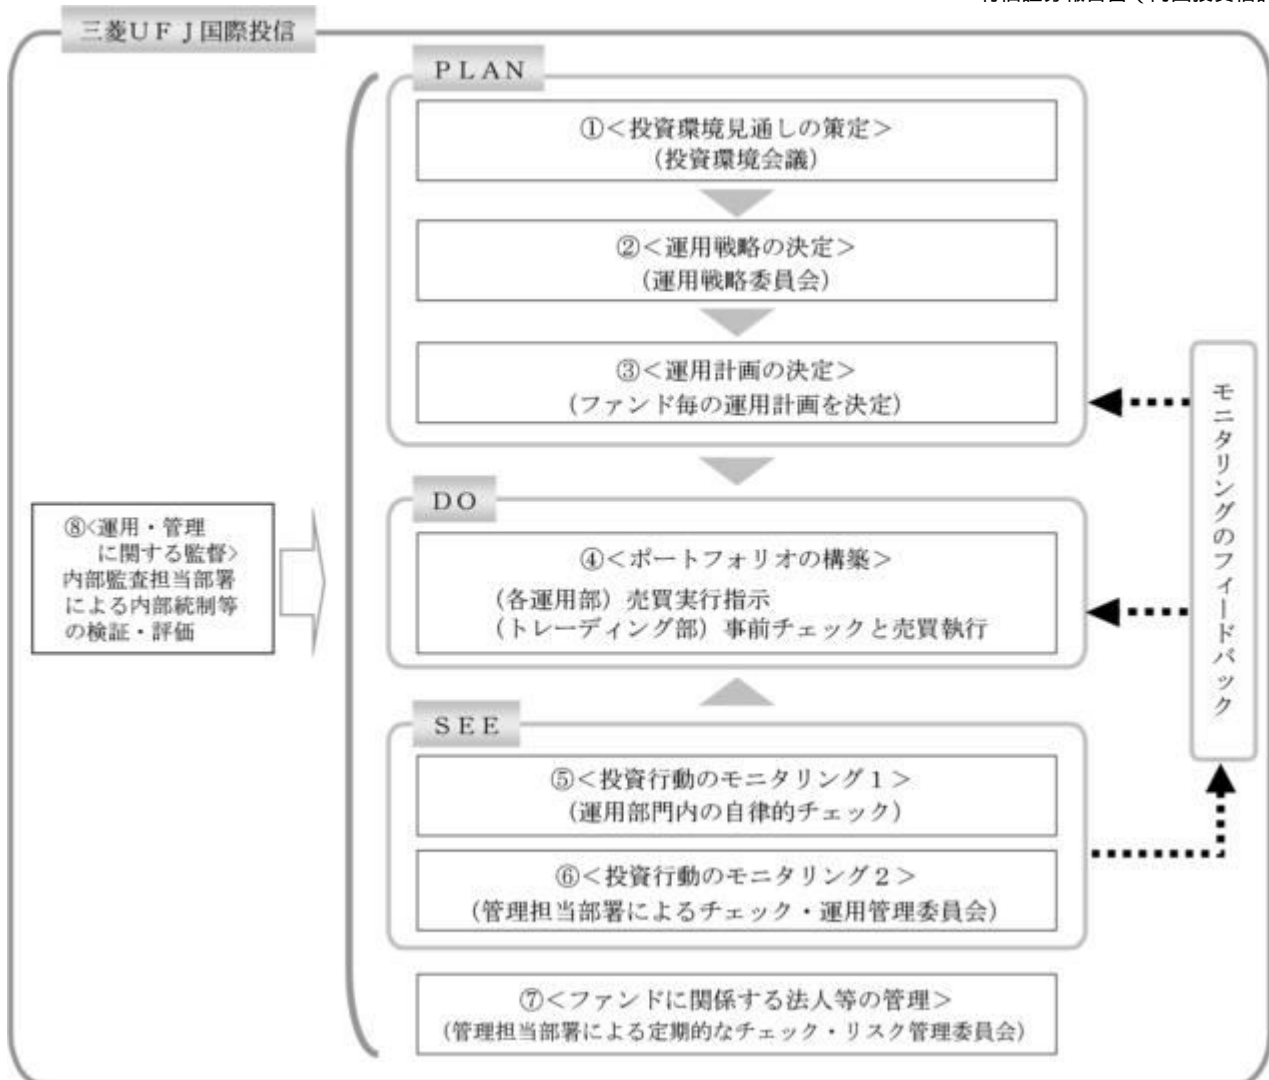 三菱UFJ国際投信
PLAN
①<投資環境見通しの策定>
(投資環境会議)
②<運用戦略の決定>
(運用戦略委員会)
③<運用計画の決定>
(ファンド毎の運用計画を決定)
DO
④<ポートフォリオの構築>
(各運用部)売買実行指示
(トレーディング部)事前チェックと売買執行
SEE
⑤<投資行動のモニタリング1>
(運用部門内の自律的チェック)
⑥<投資行動のモニタリング2>
(管理担当部署によるチェック・運用管理委員会)
⑦<ファンドに関係する法人等の管理>
(管理担当部署による定期的なチェック・リスク管理委員会)
⑧<運用・管理
に関する監督>
内部監査担当部署
による内部統制等
の検証・評価
モニタリングのフィードバック